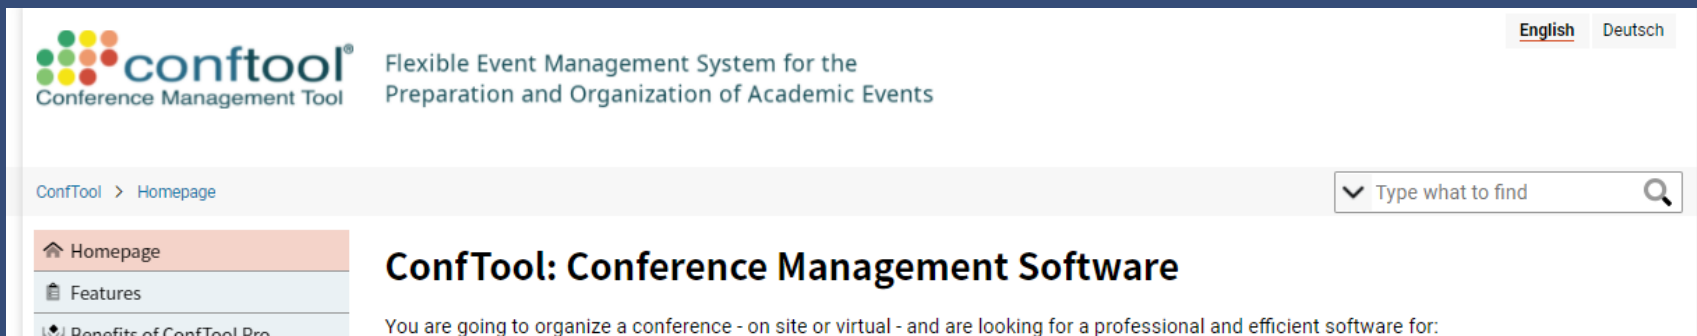 English Deutsch
conftool®
Conference Management Tool
Flexible Event Management System for the
Preparation and Organization of Academic Events
ConfTool > Homepage
Type what to find
Homepage
Features
Benefits of ConfTool Pro
ConfTool: Conference Management Software
You are going to organize a conference - on site or virtual - and are looking for a professional and efficient software for: